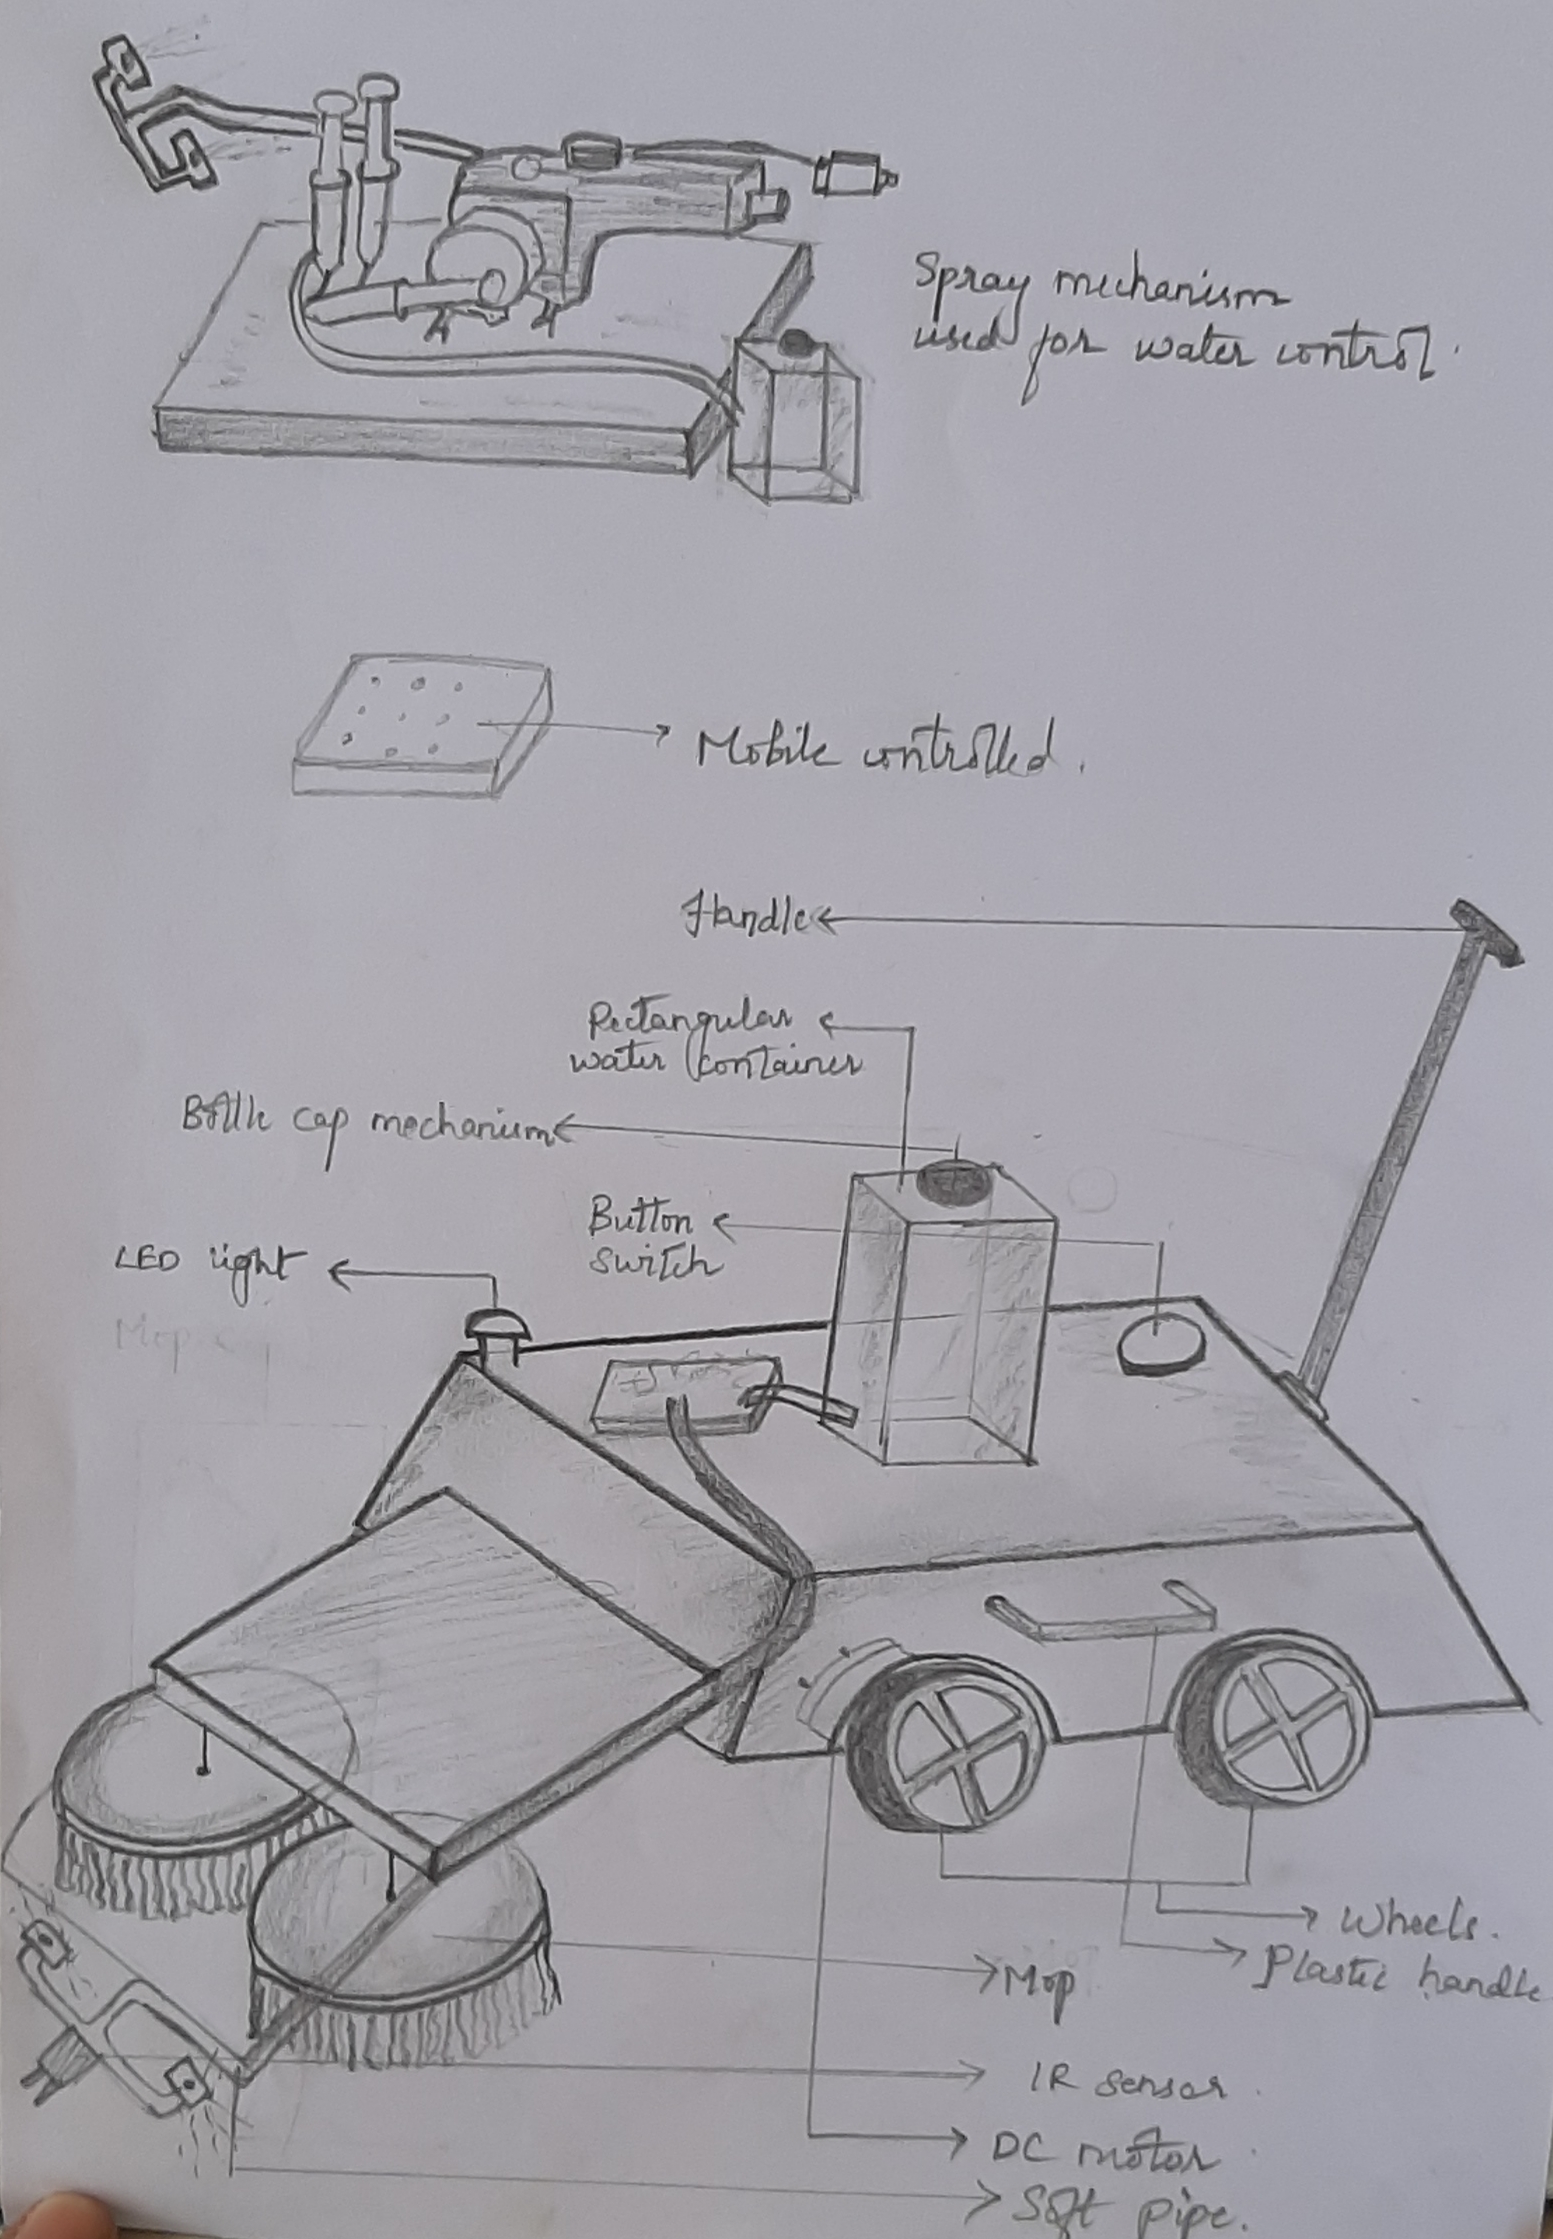 Spray mechanism
used for water control.
Mobile controlled.
Handle
Rectangular
water container
Bottle cap mechanism
Button
switch
LED light
Mop
Wheels.
Plastic handle
Mop
IR sensor.
DC motor.
Soft pipe.